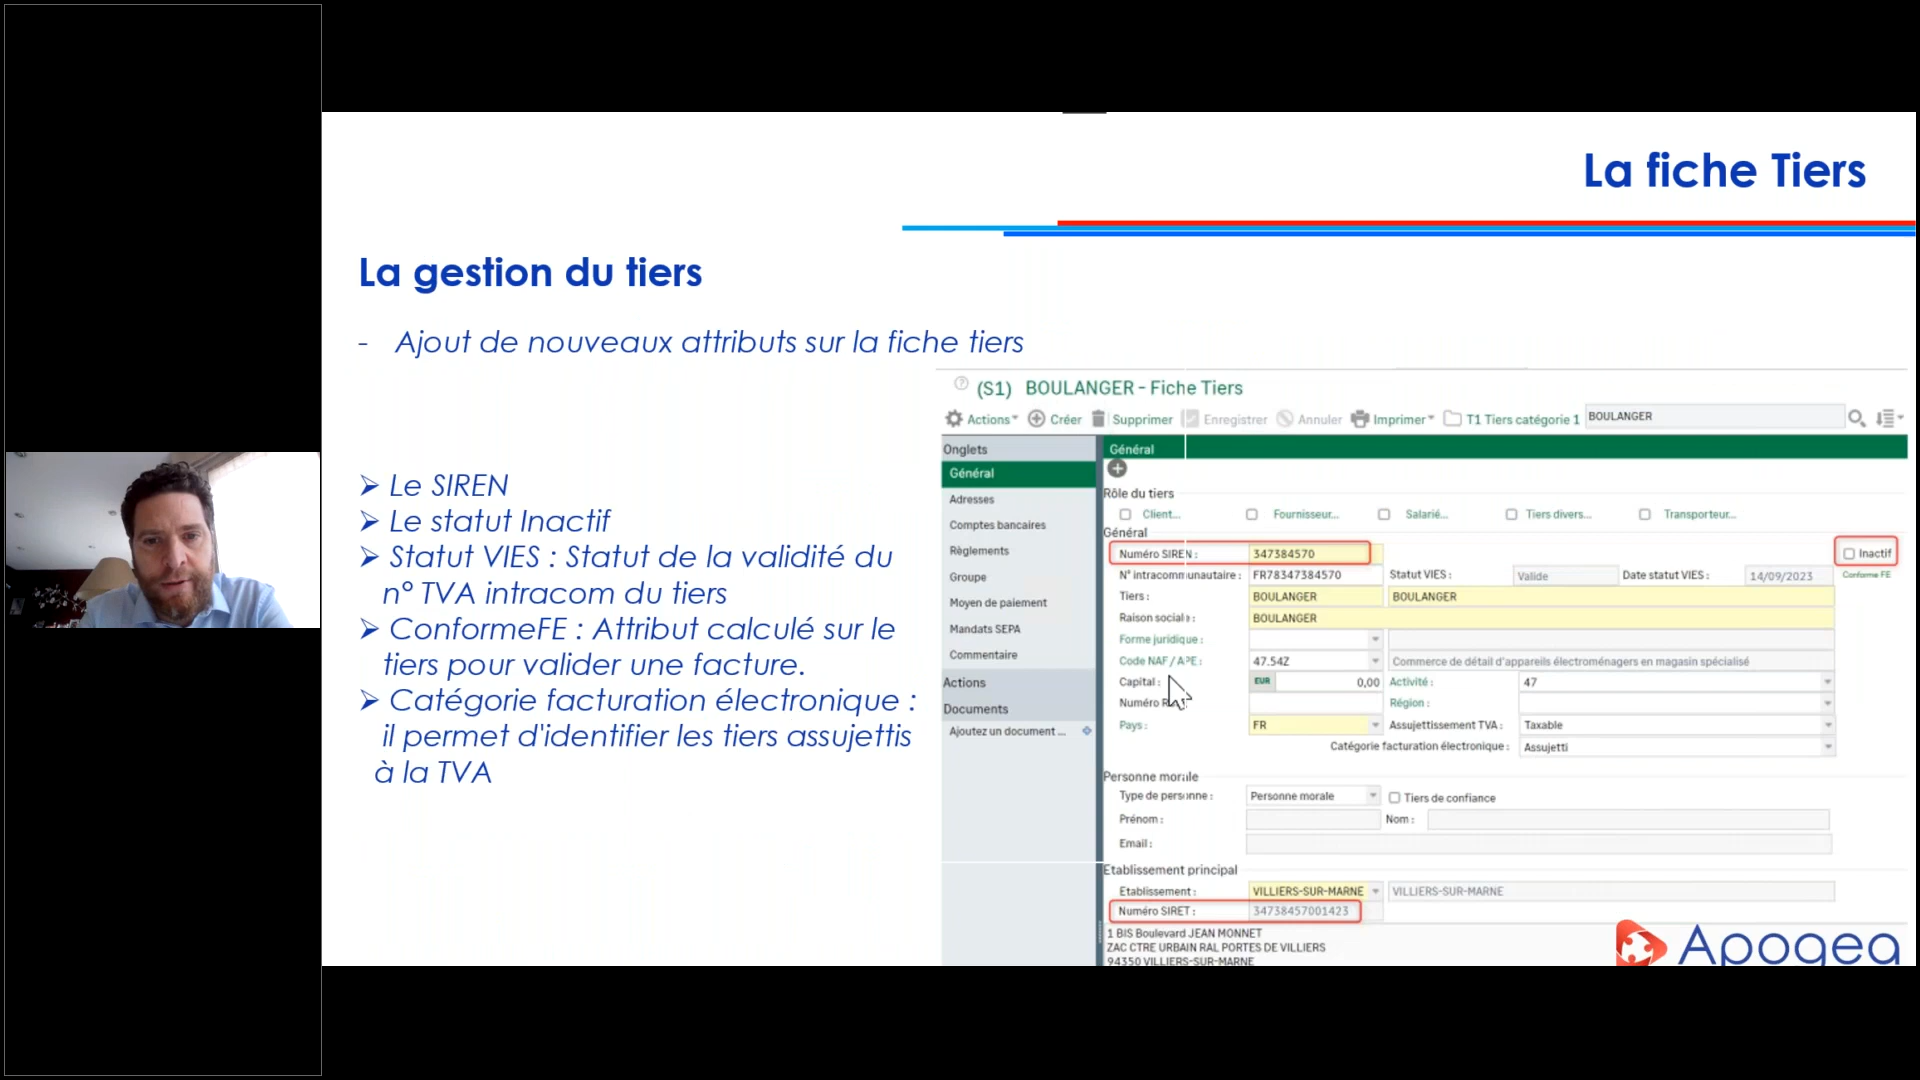 La fiche Tiers
La gestion du tiers
- Ajout de nouveaux attributs sur la fiche tiers
➢ Le SIREN
➢ Le statut Inactif
➢ Statut VIES : Statut de la validité du
n° TVA intracom du tiers
➢ ConformeFE : Attribut calculé sur le
tiers pour valider une facture.
➢ Catégorie facturation électronique :
il permet d'identifier les tiers assujettis
à la TVA
(S1) BOULANGER - Fiche Tiers
Actions Créer Supprimer Enregistrer Annuler Imprimer T1 Tiers catégorie 1 BOULANGER
Onglets
Général
Adresses
Comptes bancaires
Règlements
Groupe
Moyen de paiement
Mandats SEPA
Commentaire
Actions
Documents
Ajoutez un document ...
Général
Rôle du tiers
Client... Fournisseur... Salarié... Tiers divers... Transporteur...
Général
Numéro SIREN : 347384570 Inactif
N° intracommunautaire : FR78347384570 Statut VIES : Valide Date statut VIES : 14/09/2023 Conforme FE
Tiers : BOULANGER BOULANGER
Raison sociale : BOULANGER
Forme juridique :
Code NAF / APE : 47.54Z Commerce de détail d'appareils électroménagers en magasin spécialisé
Capital : EUR 0,00 Activité : 47
Numéro Région :
Pays : FR Assujettissement TVA : Taxable
Catégorie facturation électronique : Assujetti
Personne morale
Type de personne : Personne morale Tiers de confiance
Prénom : Nom :
Email :
Etablissement principal
Etablissement : VILLIERS-SUR-MARNE VILLIERS-SUR-MARNE
Numéro SIRET : 34738457001423
1 BIS Boulevard JEAN MONNET
ZAC CTRE URBAIN RAL PORTES DE VILLIERS
94350 VILLIERS-SUR-MARNE
Apogea